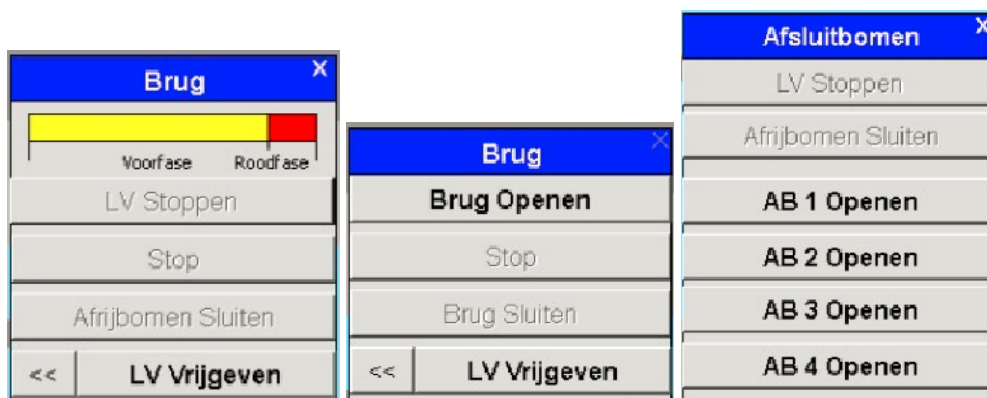 Brug X
Voorfase Roodfase
LV Stoppen
Stop
Afrijbomen Sluiten
<< LV Vrijgeven
Brug X
Brug Openen
Stop
Brug Sluiten
<< LV Vrijgeven
Afsluitbomen X
LV Stoppen
Afrijbomen Sluiten
AB 1 Openen
AB 2 Openen
AB 3 Openen
AB 4 Openen